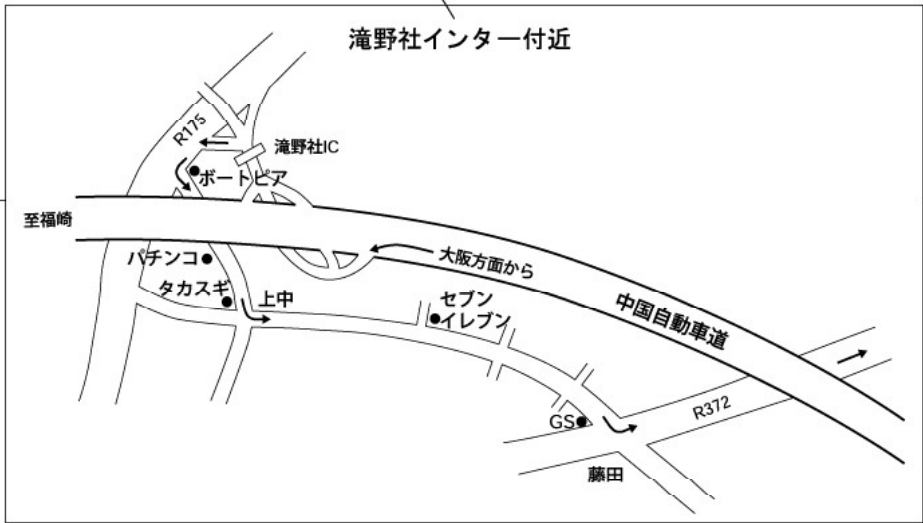 滝野社インター付近
R175
滝野社IC
ボートピア
至福崎
大阪方面から
パチンコ
タカスギ
上中
セブン
イレブン
中国自動車道
R372
GS
藤田